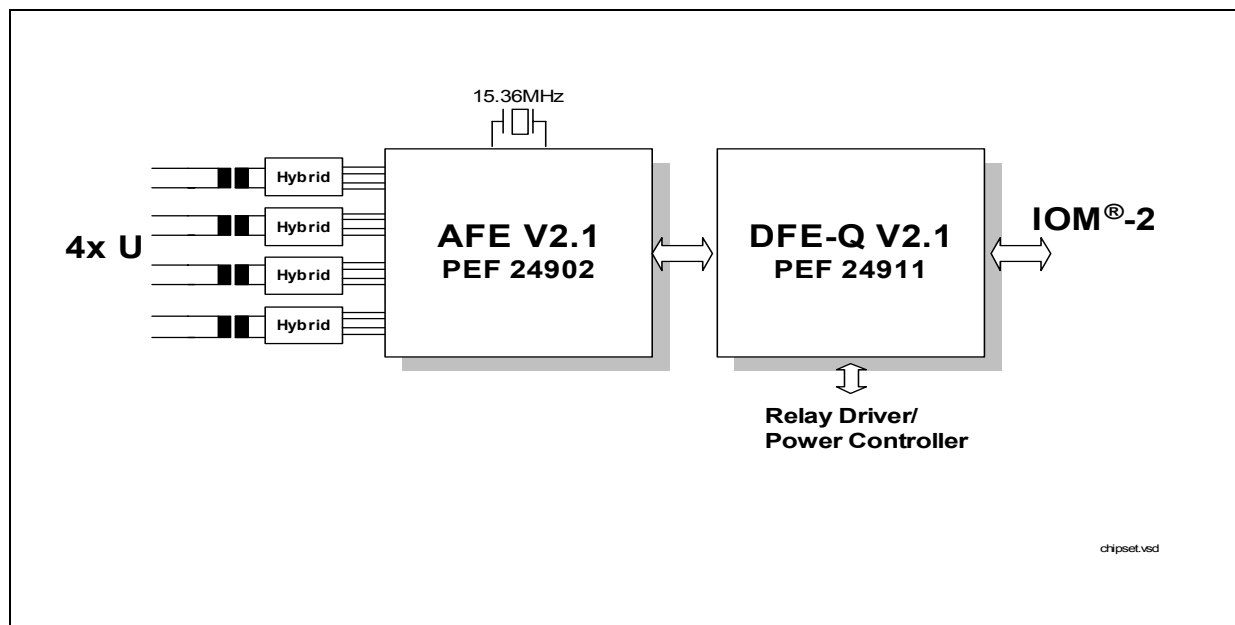 15.36MHz
Hybrid
Hybrid
Hybrid
Hybrid
4x U
AFE V2.1
PEF 24902
DFE-Q V2.1
PEF 24911
IOM®-2
Relay Driver/
Power Controller
chipset.vsd